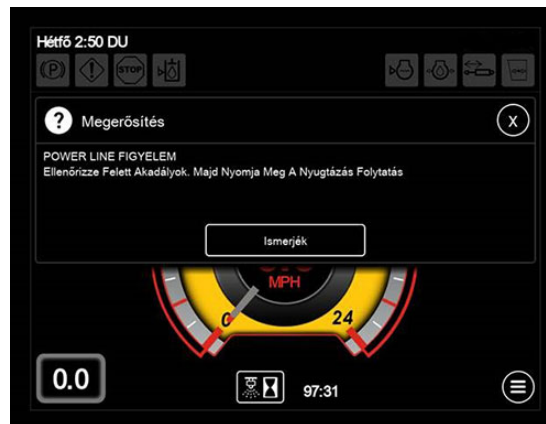 Hétfő 2:50 DU
(P) STOP
? Megerősítés X
POWER LINE FIGYELEM
Ellenőrizze Felett Akadályok. Majd Nyomja Meg A Nyugtázás Folytatás
Ismerjék
MPH
0 24
0.0 97:31